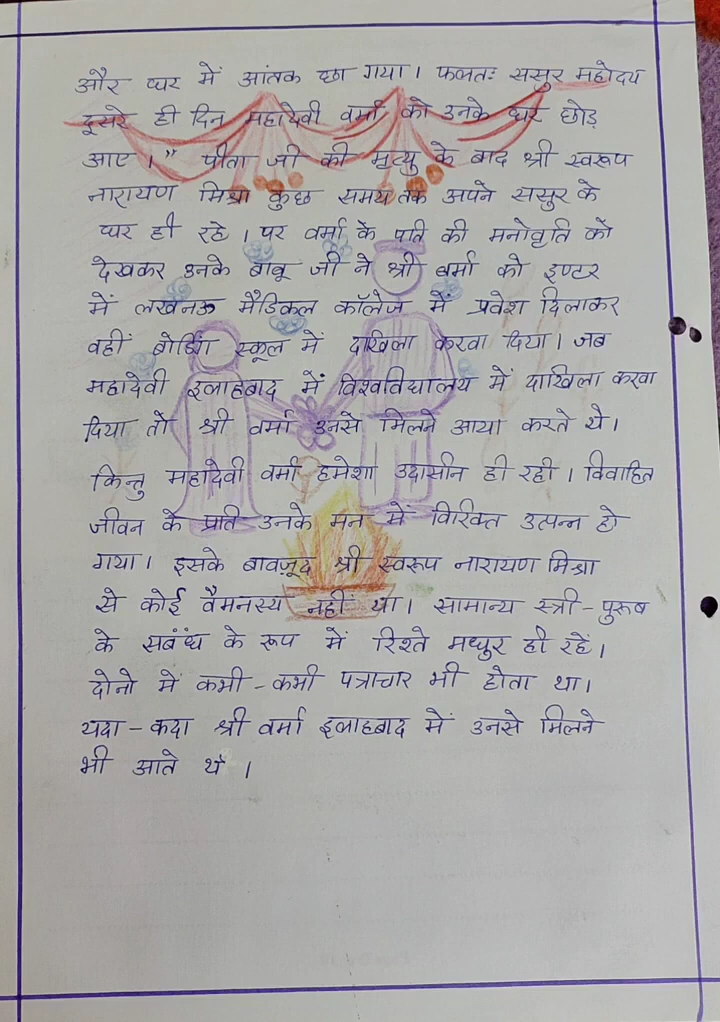 और घर में आंतक छा गया। फलतः ससुर महोदय
दूसरे ही दिन महादेवी वर्मा को उनके घर छोड़
आए।” पीता जी की मृत्यु के बाद श्री स्वरूप
नारायण मिश्रा कुछ समय तक अपने ससुर के
घर ही रहे। पर वर्मा के पति की मनोवृति को
देखकर उनके बाबू जी ने श्री बर्मा को इण्टर
में लखनऊ मैडिकल कॉलेज में प्रवेश दिलाकर
वहीं बोर्डिंग स्कूल में दाखिला करवा दिया। जब
महादेवी इलाहबाद में विश्वविद्यालय में दाखिला करवा
दिया तो श्री वर्मा उनसे मिलने आया करते थे।
किन्तु महादेवी वर्मा हमेशा उदासीन ही रही। विवाहित
जीवन के प्रति उनके मन में विरिक्त उत्पन्न हो
गया। इसके बावजूद श्री स्वरूप नारायण मिश्रा
से कोई वैमनस्य नहीं था। सामान्य स्त्री-पुरूष
के सबंध के रूप में रिश्ते मधुर ही रहें।
दोनो में कभी-कभी पत्राचार भी होता था।
यदा-कदा श्री वर्मा इलाहबाद में उनसे मिलने
भी आते थे।